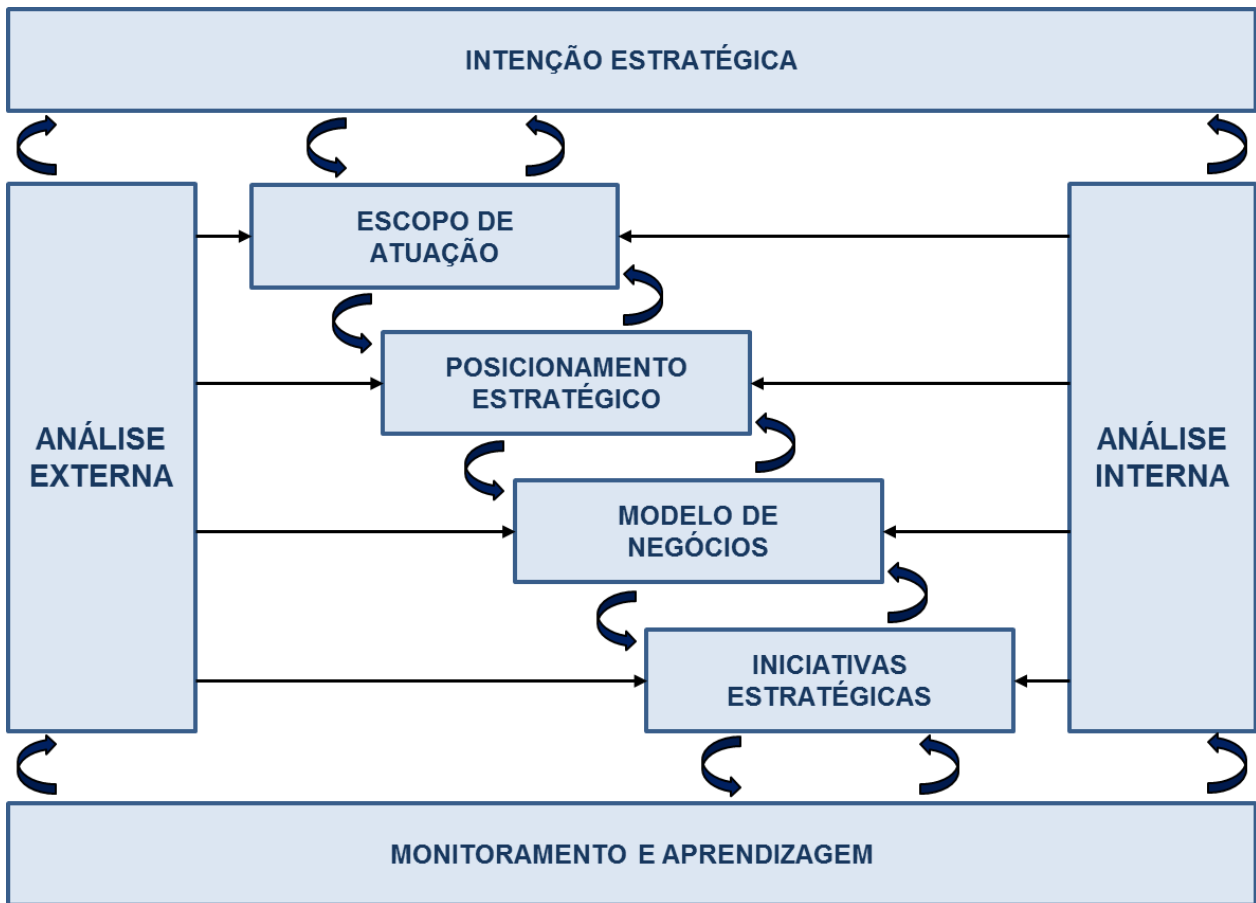 INTENÇÃO ESTRATÉGICA
ESCOPO DE
ATUAÇÃO
POSICIONAMENTO
ESTRATÉGICO
ANÁLISE
EXTERNA
ANÁLISE
INTERNA
MODELO DE
NEGÓCIOS
INICIATIVAS
ESTRATÉGICAS
MONITORAMENTO E APRENDIZAGEM